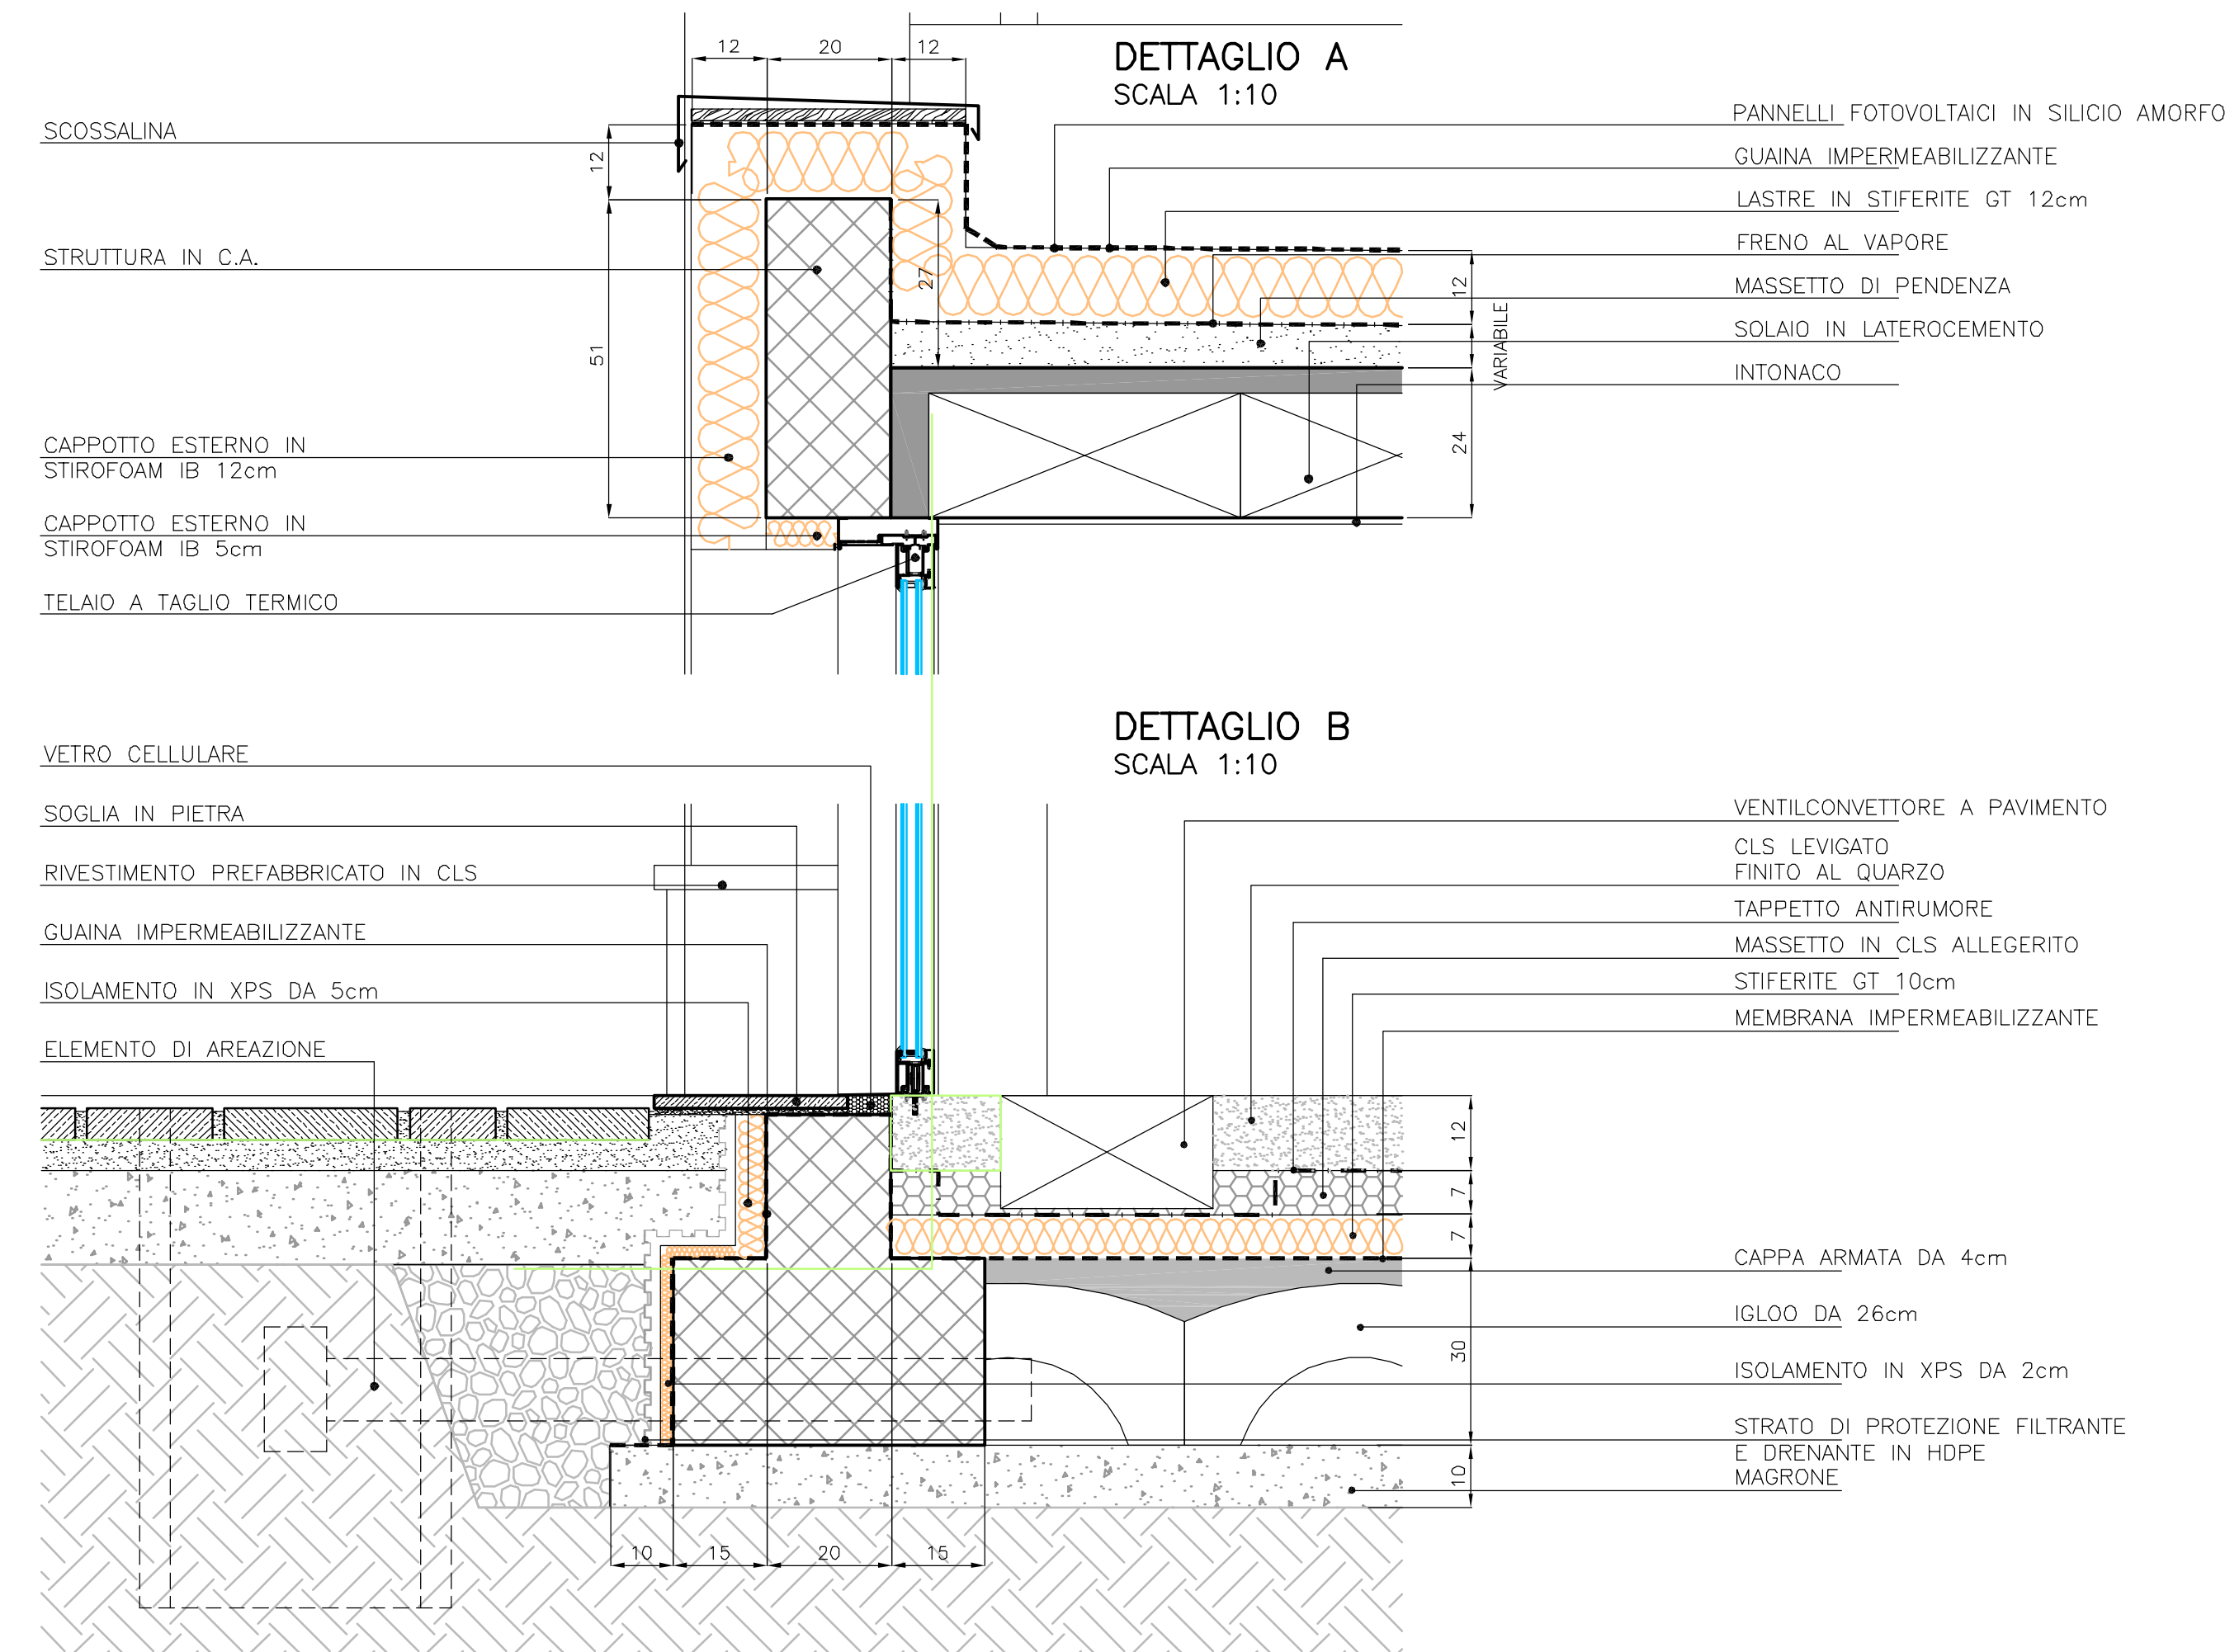 12
20
12
DETTAGLIO A
SCALA 1:10
SCOSSALINA
STRUTTURA IN C.A.
CAPPOTTO ESTERNO IN
STIROFOAM IB 12cm
CAPPOTTO ESTERNO IN
STIROFOAM IB 5cm
TELAIO A TAGLIO TERMICO
12
51
27
PANNELLI FOTOVOLTAICI IN SILICIO AMORFO
GUAINA IMPERMEABILIZZANTE
LASTRE IN STIFERITE GT 12cm
FRENO AL VAPORE
MASSETTO DI PENDENZA
SOLAIO IN LATEROCEMENTO
INTONACO
12
VARIABILE
24
DETTAGLIO B
SCALA 1:10
VETRO CELLULARE
SOGLIA IN PIETRA
RIVESTIMENTO PREFABBRICATO IN CLS
GUAINA IMPERMEABILIZZANTE
ISOLAMENTO IN XPS DA 5cm
ELEMENTO DI AREAZIONE
VENTILCONVETTORE A PAVIMENTO
CLS LEVIGATO
FINITO AL QUARZO
TAPPETTO ANTIRUMORE
MASSETTO IN CLS ALLEGERITO
STIFERITE GT 10cm
MEMBRANA IMPERMEABILIZZANTE
CAPPA ARMATA DA 4cm
IGLOO DA 26cm
ISOLAMENTO IN XPS DA 2cm
STRATO DI PROTEZIONE FILTRANTE
E DRENANTE IN HDPE
MAGRONE
12
7
7
30
10
10
15
20
15